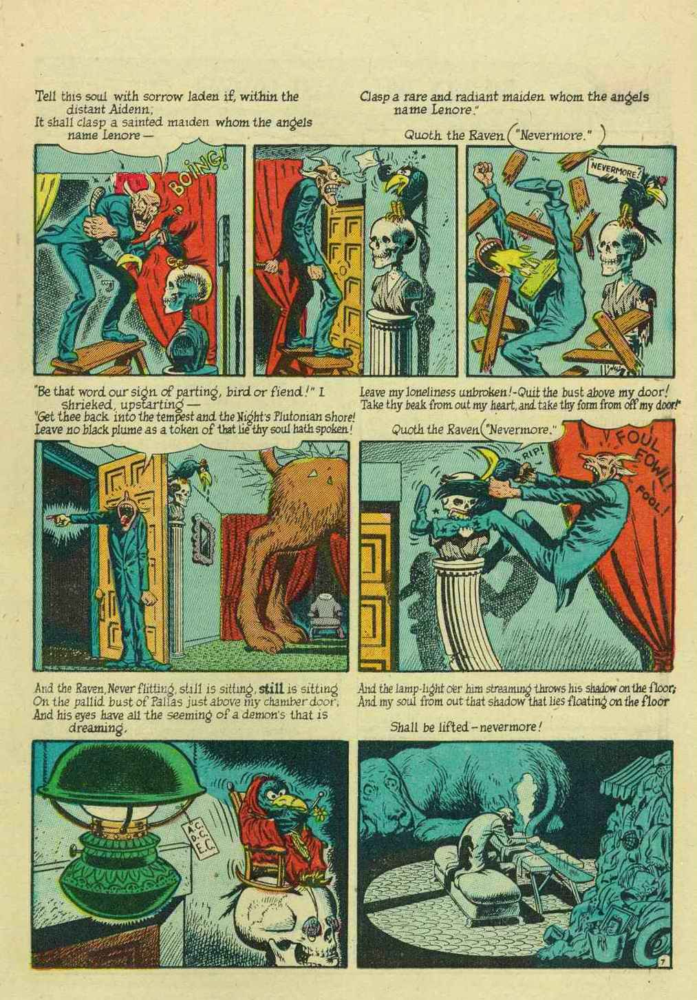 Tell this soul with sorrow laden if, within the
distant Aidenn,
It shall clasp a sainted maiden whom the angels
name Lenore —
Clasp a rare and radiant maiden whom the angels
name Lenore."
Quoth the Raven "Nevermore."
BOING!
"NEVERMORE!"
"Be that word our sign of parting, bird or fiend!" I
shrieked, upstarting —
"Get thee back into the tempest and the Night's Plutonian shore!
Leave no black plume as a token of that lie thy soul hath spoken!
Leave my loneliness unbroken!-Quit the bust above my door!
Take thy beak from out my heart, and take thy form from off my door!"
Quoth the Raven "Nevermore."
RIP!
FOUL
FOWL!
FOOL!
And the Raven, Never flitting, still is sitting, still is sitting
On the pallid bust of Pallas just above my chamber door;
And his eyes have all the seeming of a demon's that is
dreaming,
And the lamp-light o'er him streaming throws his shadow on the floor;
And my soul from out that shadow that lies floating on the floor
Shall be lifted - nevermore!
A.C.
D.C.
E.C.
7